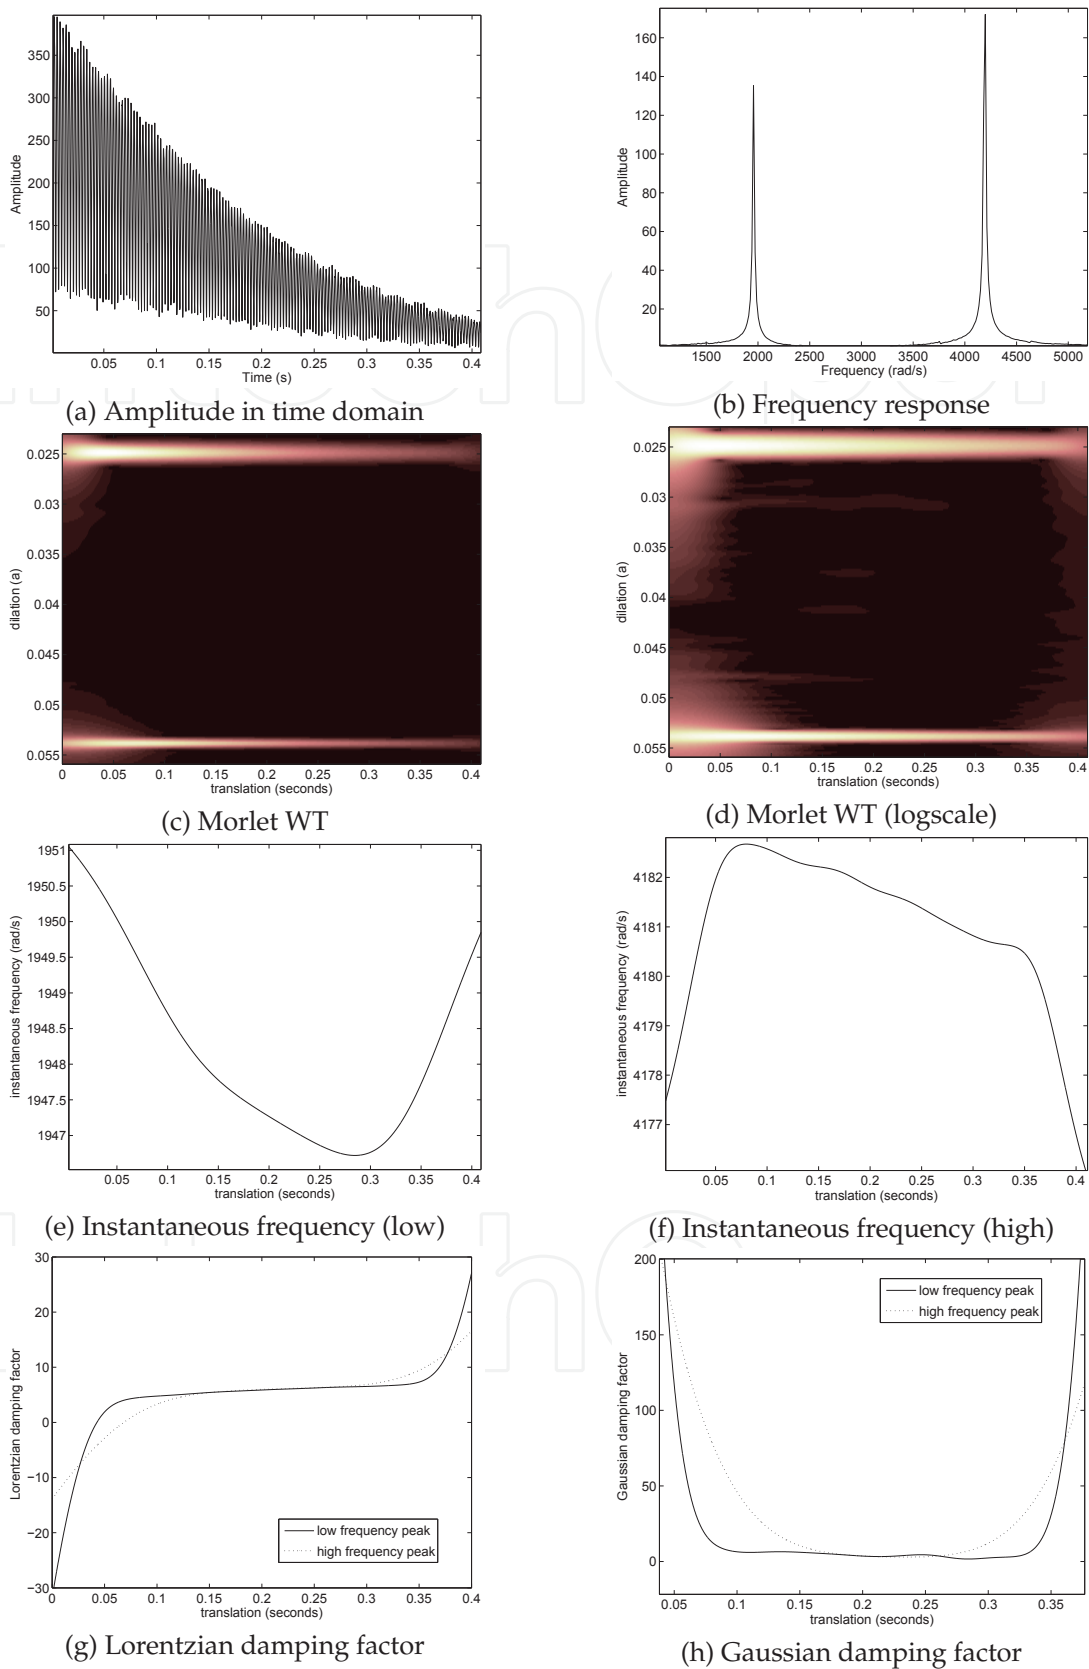 350
300
250
200
150
100
50
Amplitude
0.05 0.1 0.15 0.2 0.25 0.3 0.35 0.4
Time (s)
(a) Amplitude in time domain
160
140
120
100
80
60
40
20
Amplitude
1500 2000 2500 3000 3500 4000 4500 5000
Frequency (rad/s)
(b) Frequency response
0.025
0.03
0.035
0.04
0.045
0.05
0.055
dilation (a)
0 0.05 0.1 0.15 0.2 0.25 0.3 0.35 0.4
translation (seconds)
(c) Morlet WT
0.025
0.03
0.035
0.04
0.045
0.05
0.055
dilation (a)
0 0.05 0.1 0.15 0.2 0.25 0.3 0.35 0.4
translation (seconds)
(d) Morlet WT (logscale)
1951
1950.5
1950
1949.5
1949
1948.5
1948
1947.5
1947
instantaneous frequency (rad/s)
0.05 0.1 0.15 0.2 0.25 0.3 0.35 0.4
translation (seconds)
(e) Instantaneous frequency (low)
4182
4181
4180
4179
4178
4177
instantaneous frequency (rad/s)
0.05 0.1 0.15 0.2 0.25 0.3 0.35 0.4
translation (seconds)
(f) Instantaneous frequency (high)
30
20
10
0
−10
−20
−30
Lorentzian damping factor
low frequency peak
high frequency peak
0 0.05 0.1 0.15 0.2 0.25 0.3 0.35 0.4
translation (seconds)
(g) Lorentzian damping factor
200
150
100
50
0
Gaussian damping factor
low frequency peak
high frequency peak
0.05 0.1 0.15 0.2 0.25 0.3 0.35
translation (seconds)
(h) Gaussian damping factor